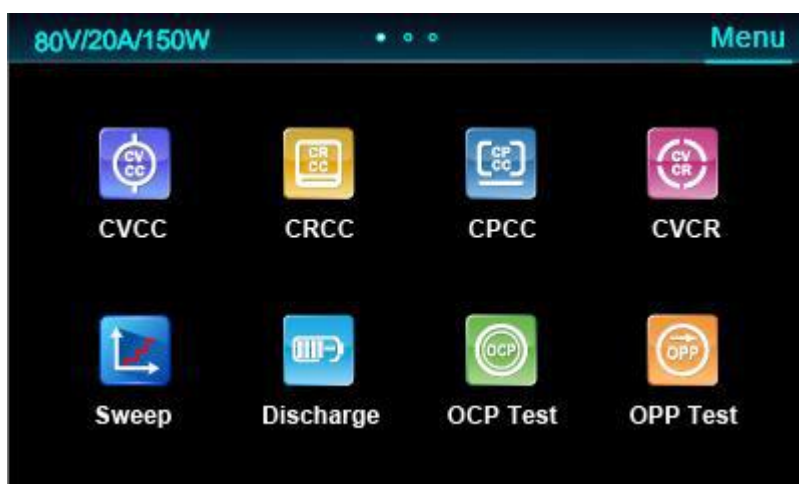 80V/20A/150W
Menu
CV
CC
CVCC
CR
CC
CRCC
CP
CC
CPCC
CV
CR
CVCR
Sweep
Discharge
OCP
OCP Test
OPP
OPP Test